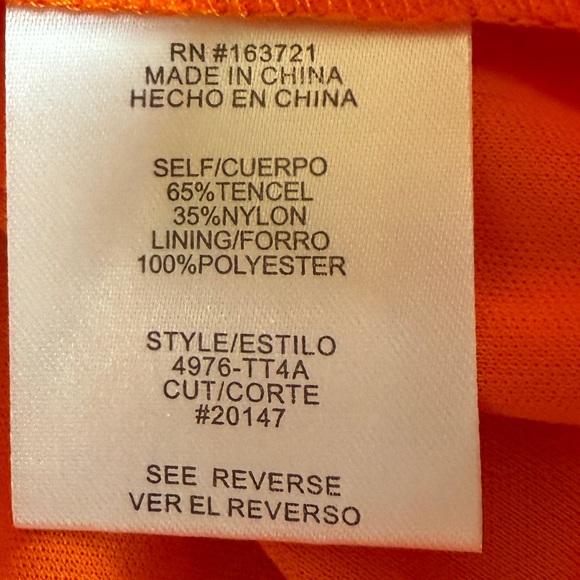 RN #163721
MADE IN CHINA
HECHO EN CHINA
SELF/CUERPO
65%TENCEL
35%NYLON
LINING/FORRO
100%POLYESTER
STYLE/ESTILO
4976-TT4A
CUT/CORTE
#20147
SEE REVERSE
VER EL REVERSO